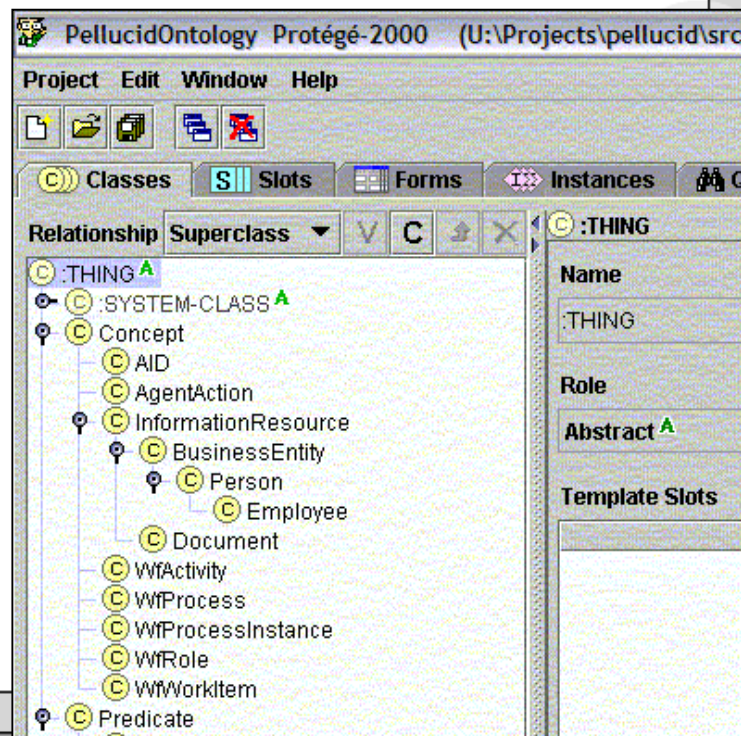 PellucidOntology Protégé-2000 (U:\Projects\pellucid\src
Project Edit Window Help
Classes Slots Forms Instances
Relationship Superclass V C
:THING A
:SYSTEM-CLASS A
Concept
AID
AgentAction
InformationResource
BusinessEntity
Person
Employee
Document
WfActivity
WfProcess
WfProcessInstance
WfRole
WfWorkItem
Predicate
C :THING
Name
:THING
Role
Abstract A
Template Slots